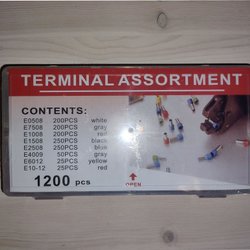 TERMINAL ASSORTMENT
CONTENTS:
E0508 200PCS white
E7508 200PCS gray
E1008 200PCS red
E1508 250PCS black
E2508 250PCS blue
E4009 50PCS gray
E6012 25PCS yellow
E10-12 25PCS red
1200 pcs
OPEN